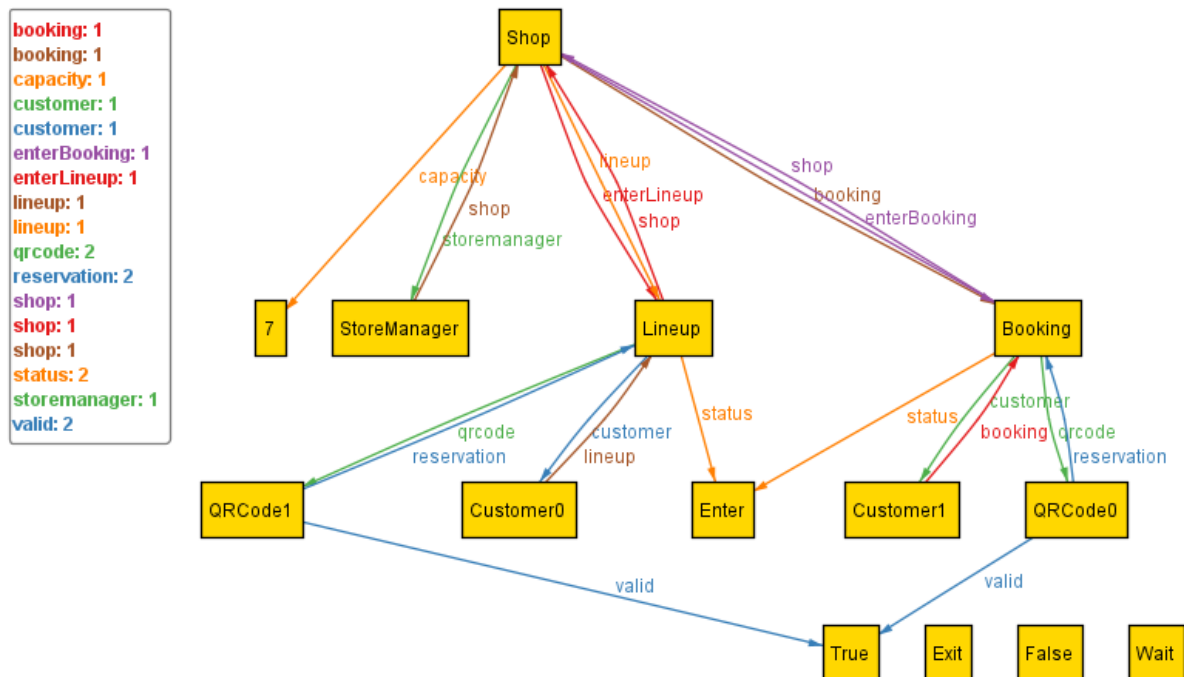 booking: 1
booking: 1
capacity: 1
customer: 1
customer: 1
enterBooking: 1
enterLineup: 1
lineup: 1
lineup: 1
qrcode: 2
reservation: 2
shop: 1
shop: 1
shop: 1
status: 2
storemanager: 1
valid: 2
Shop
capacity
shop
storemanager
lineup
enterLineup
shop
shop
booking
enterBooking
7
StoreManager
Lineup
Booking
qrcode
reservation
customer
lineup
status
status
customer
booking
qrcode
reservation
QRCode1
Customer0
Enter
Customer1
QRCode0
valid
valid
True
Exit
False
Wait